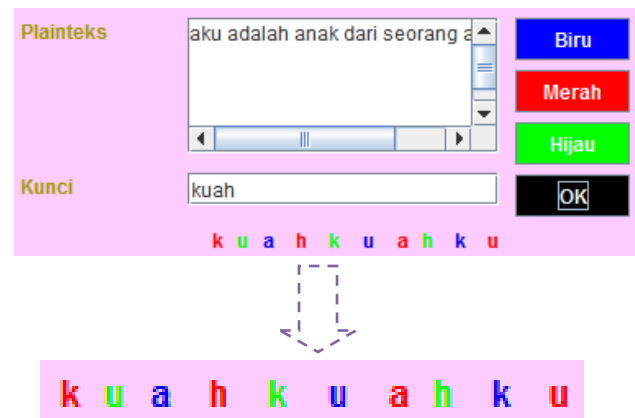 Plainteks
aku adalah anak dari seorang
Biru
Merah
Hijau
Kunci
kuah
OK
k u a h k u a h k u
k u a h k u a h k u